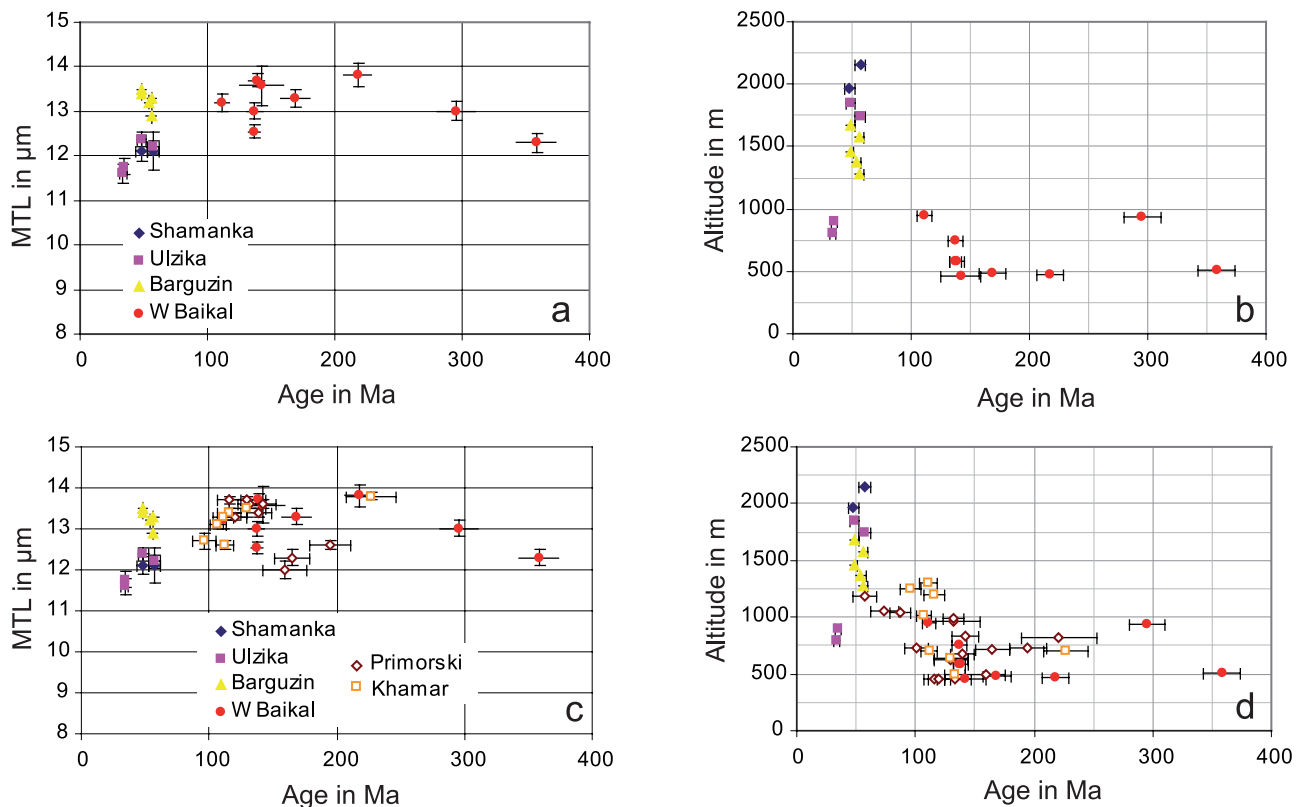 15
14
13
12
11
10
9
8
MTL in µm
Shamanka
Ulzika
Barguzin
W Baikal
a
0
100
200
300
400
Age in Ma
2500
2000
1500
1000
500
0
Altitude in m
b
0
100
200
300
400
Age in Ma
15
14
13
12
11
10
9
8
MTL in µm
Shamanka
Ulzika
Barguzin
W Baikal
Primorski
Khamar
c
0
100
200
300
400
Age in Ma
2500
2000
1500
1000
500
0
Altitude in m
d
0
100
200
300
400
Age in Ma